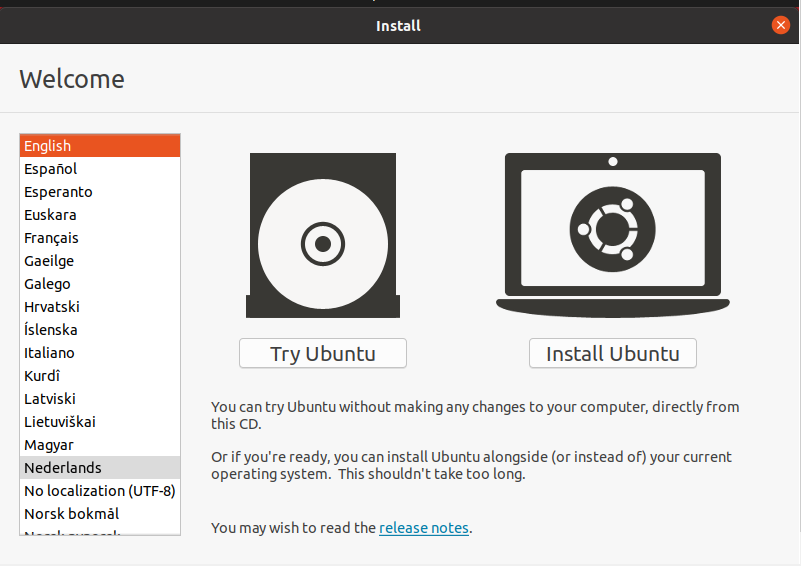 Install
Welcome
English
Español
Esperanto
Euskara
Français
Gaeilge
Galego
Hrvatski
Íslenska
Italiano
Kurdî
Latviski
Lietuviškai
Magyar
Nederlands
No localization (UTF-8)
Norsk bokmål
Try Ubuntu
Install Ubuntu
You can try Ubuntu without making any changes to your computer, directly from
this CD.
Or if you're ready, you can install Ubuntu alongside (or instead of) your current
operating system. This shouldn't take too long.
You may wish to read the release notes.